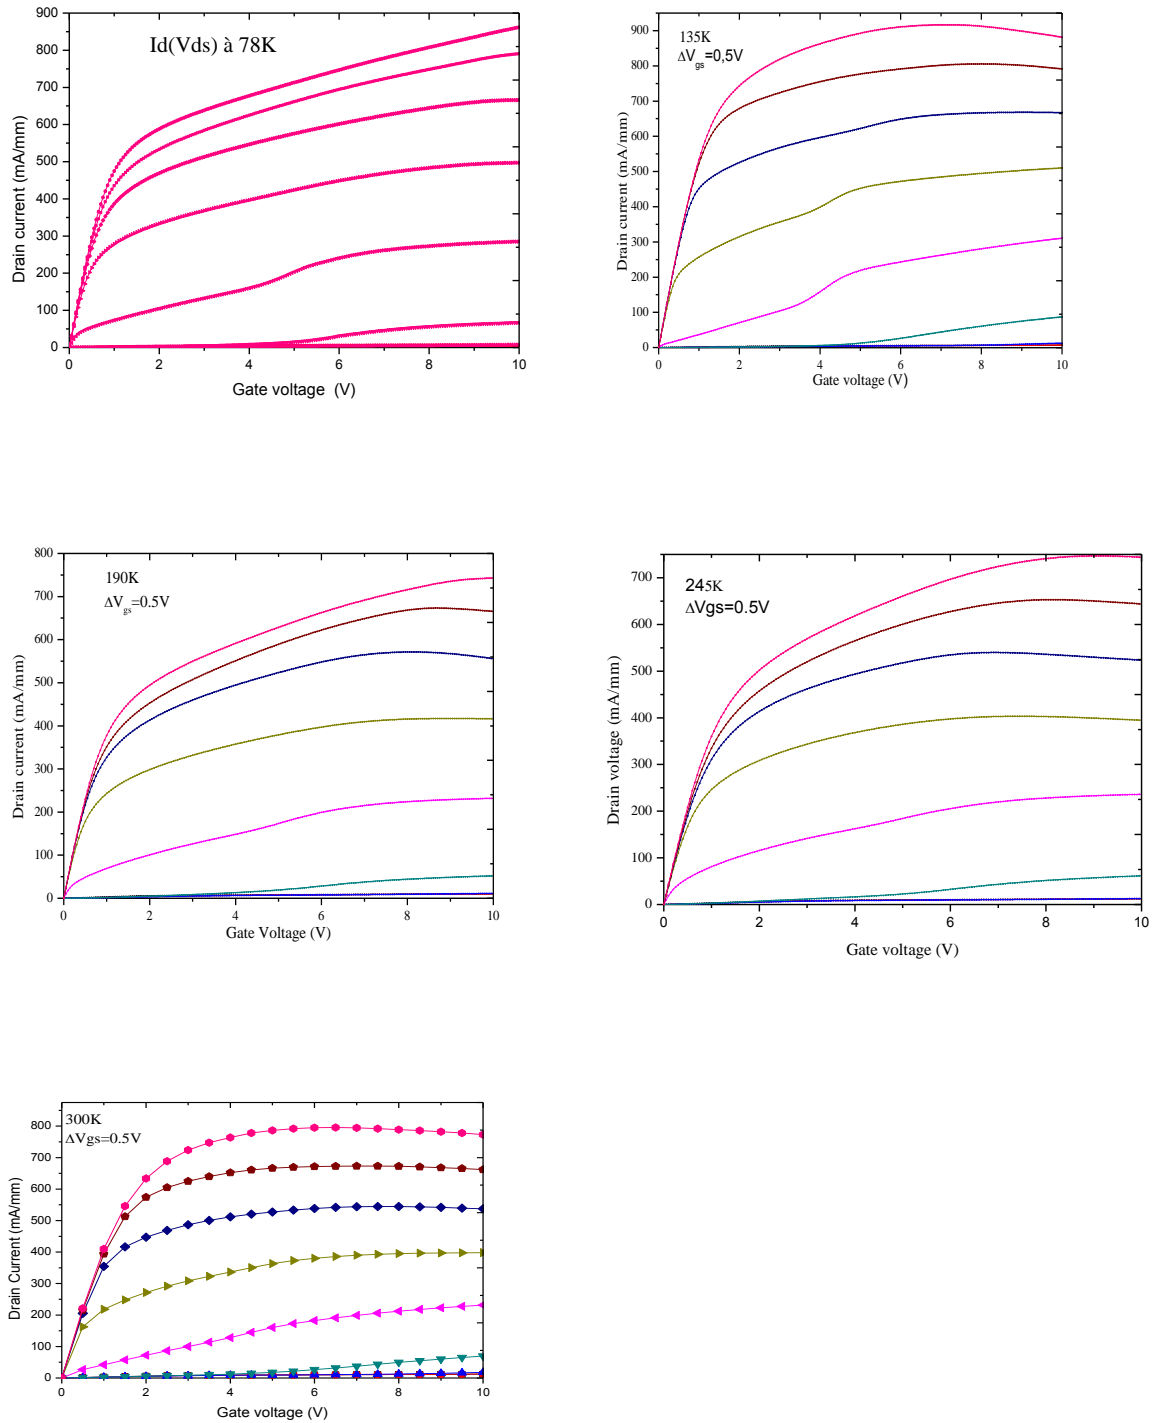 Id(Vds) à 78K
900
800
700
600
500
400
300
200
100
0
Drain current (mA/mm)
0 2 4 6 8 10
Gate voltage (V)
135K
ΔVgs=0,5V
900
800
700
600
500
400
300
200
100
0
Drain current (mA/mm)
0 2 4 6 8 10
Gate voltage (V)
190K
ΔVgs=0.5V
800
700
600
500
400
300
200
100
0
Drain current (mA/mm)
0 2 4 6 8 10
Gate Voltage (V)
245K
ΔVgs=0.5V
700
600
500
400
300
200
100
0
Drain voltage (mA/mm)
0 2 4 6 8 10
Gate voltage (V)
300K
ΔVgs=0.5V
800
700
600
500
400
300
200
100
0
Drain Current (mA/mm)
0 2 4 6 8 10
Gate voltage (V)